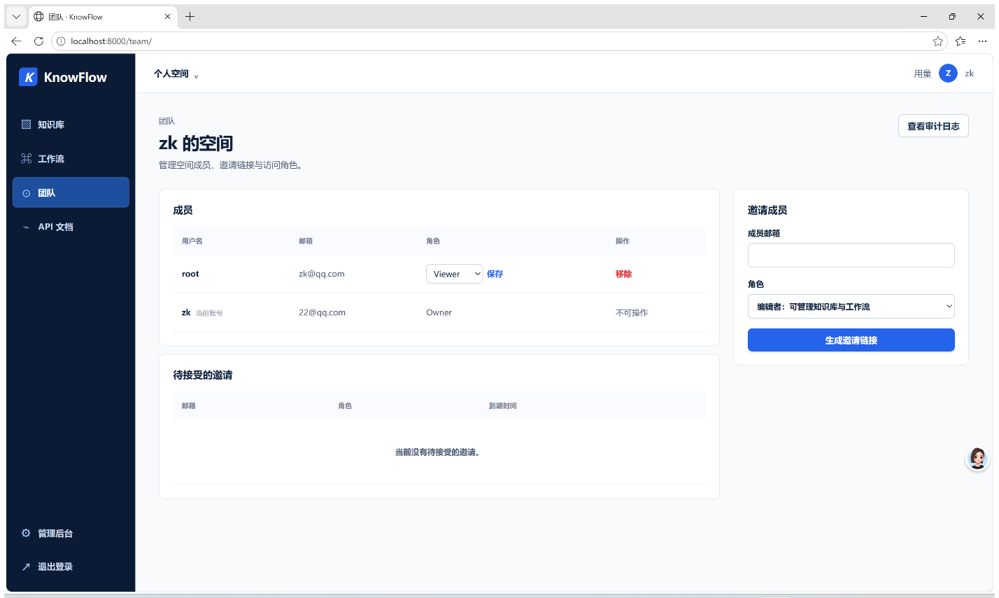 团队 · KnowFlow
localhost:8000/team/
K KnowFlow
知识库
工作流
团队
API 文档
管理后台
退出登录
个人空间
用量 Z zk
团队
zk 的空间
管理空间成员、邀请链接与访问角色。
查看审计日志
成员
用户名 邮箱 角色 操作
root zk@qq.com Viewer 保存 移除
zk 当前账号 22@qq.com Owner 不可操作
待接受的邀请
邮箱 角色 到期时间
当前没有待接受的邀请。
邀请成员
成员邮箱
角色
编辑者：可管理知识库与工作流
生成邀请链接